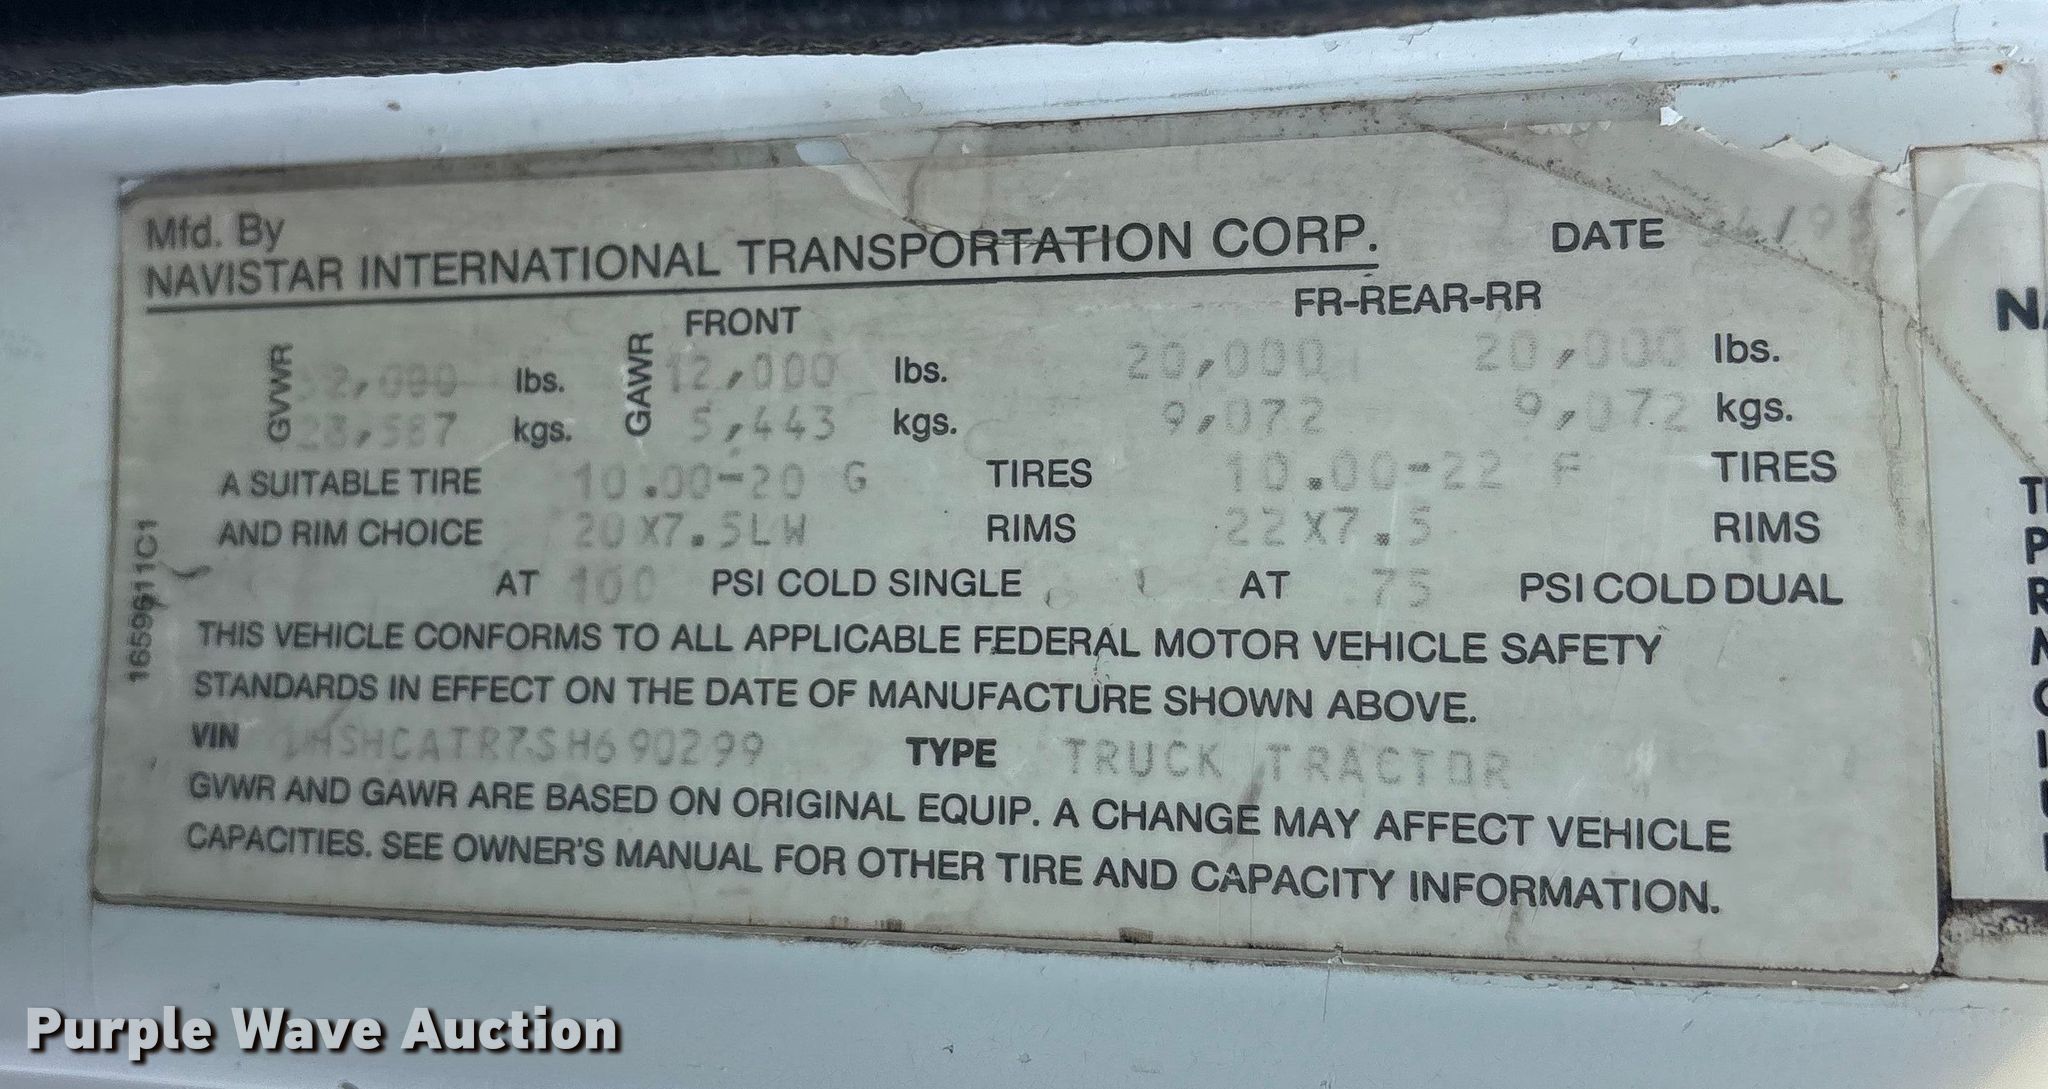 Mfd. By
NAVISTAR INTERNATIONAL TRANSPORTATION CORP.
DATE
FRONT
FR-REAR-RR
GVWR
lbs.
GAWR
12,000 lbs.
20,000
20,000 lbs.
kgs.
5,443 kgs.
9,072
9,072 kgs.
A SUITABLE TIRE 10.00-20 G TIRES 10.00-22 F TIRES
AND RIM CHOICE 20X7.5LW RIMS 22X7.5 RIMS
AT 100 PSI COLD SINGLE AT 75 PSI COLD DUAL
THIS VEHICLE CONFORMS TO ALL APPLICABLE FEDERAL MOTOR VEHICLE SAFETY
STANDARDS IN EFFECT ON THE DATE OF MANUFACTURE SHOWN ABOVE.
VIN TYPE TRUCK TRACTOR
GVWR AND GAWR ARE BASED ON ORIGINAL EQUIP. A CHANGE MAY AFFECT VEHICLE
CAPACITIES. SEE OWNER'S MANUAL FOR OTHER TIRE AND CAPACITY INFORMATION.
1659611C1
Purple Wave Auction